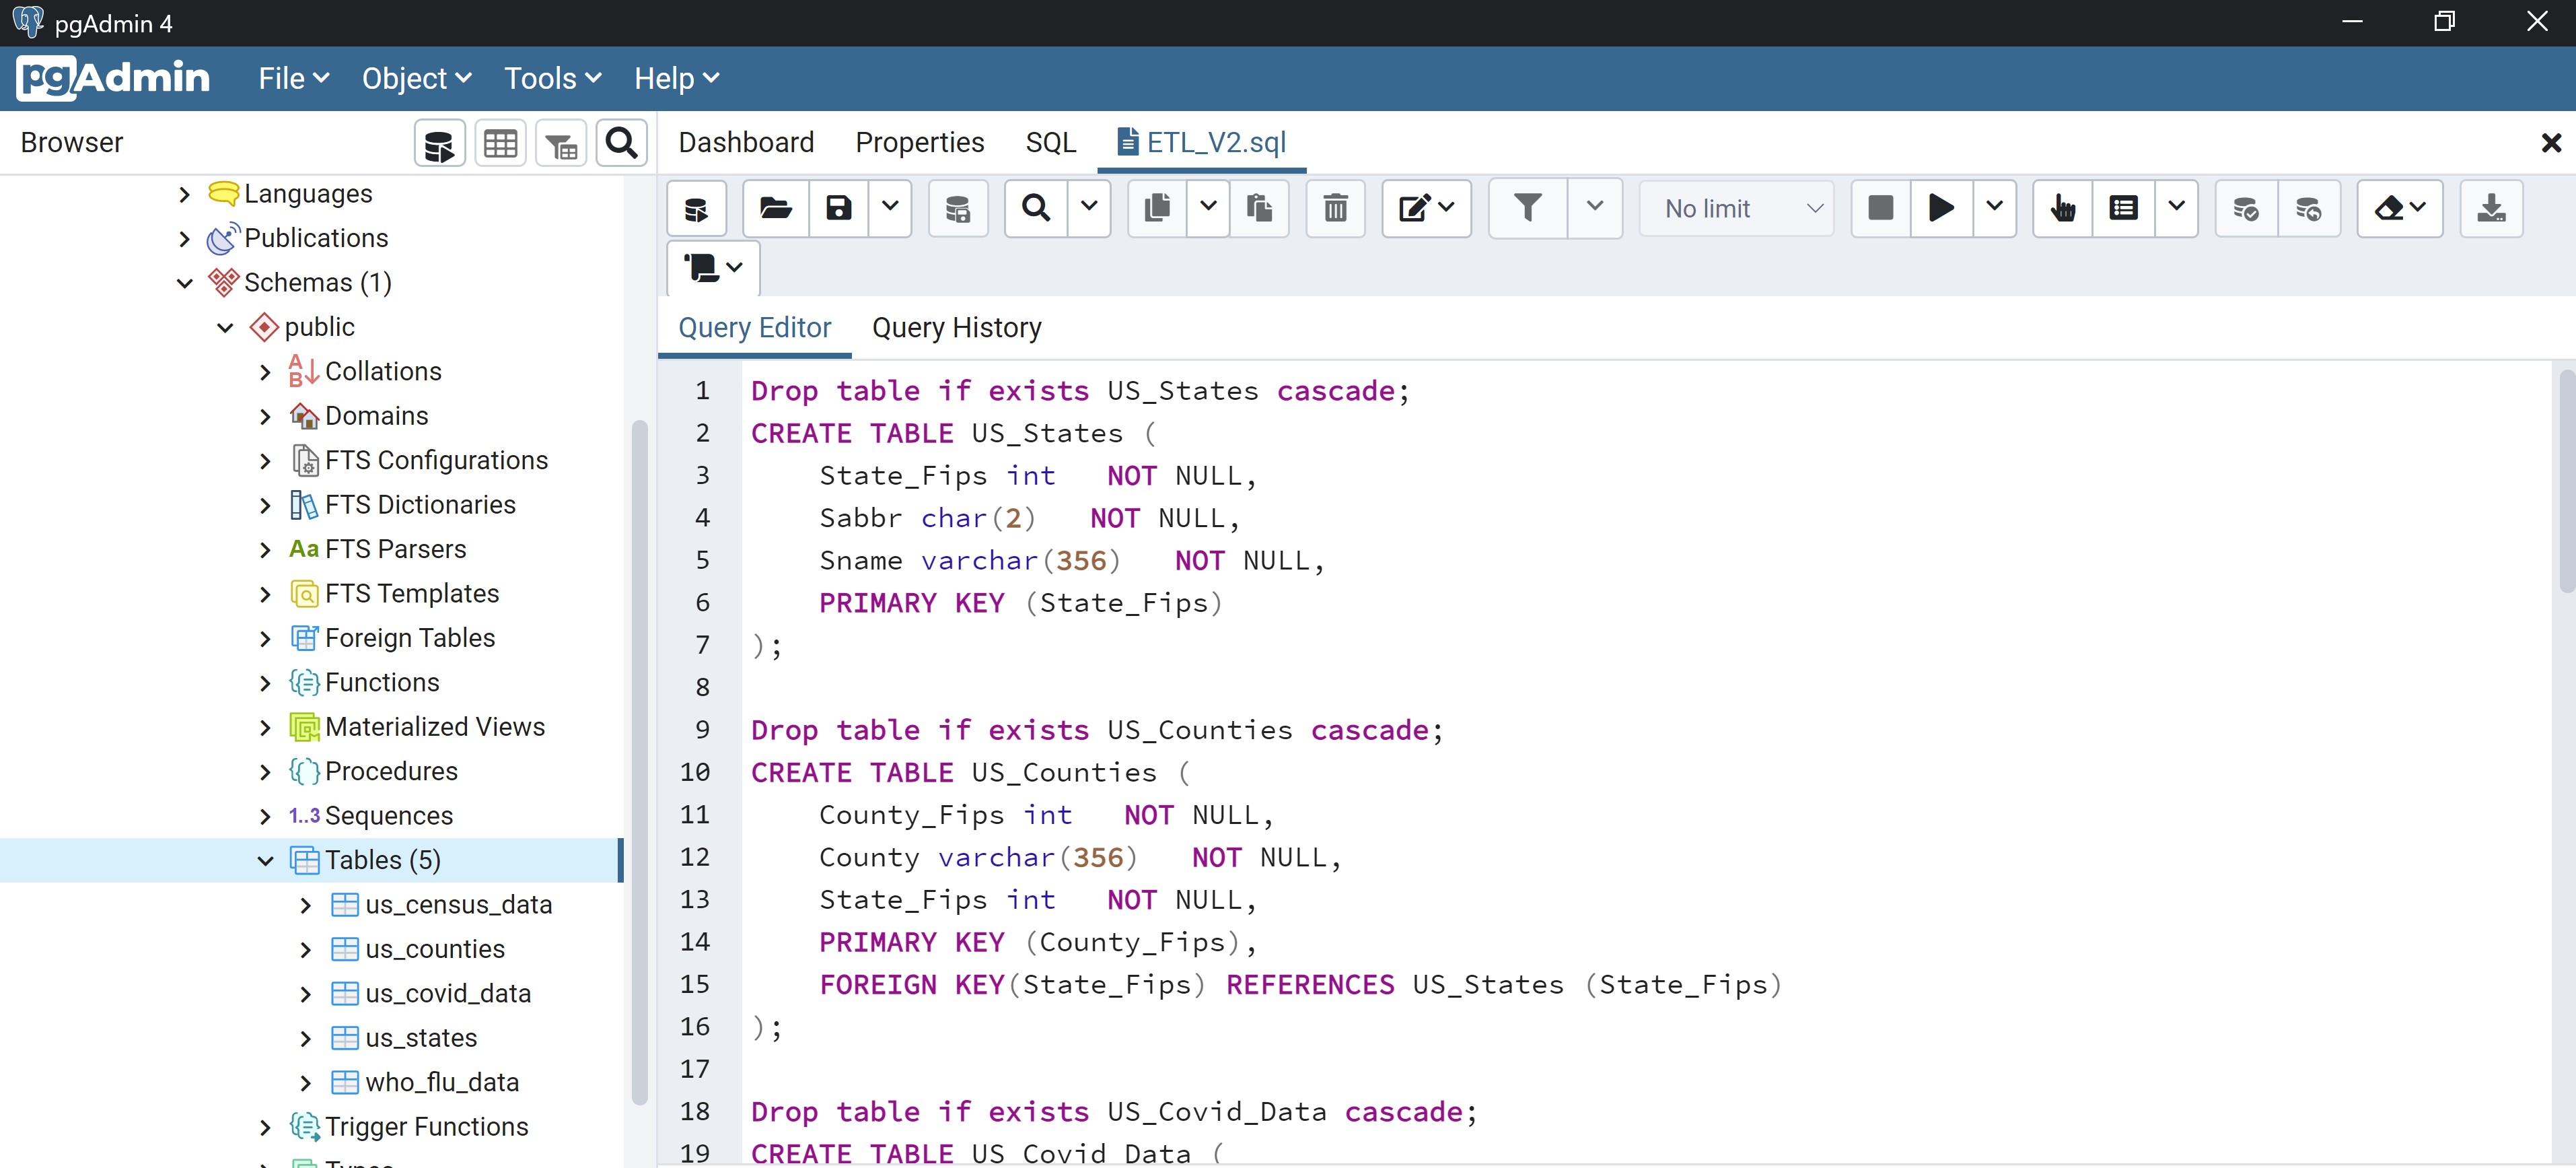 pgAdmin 4
pgAdmin File Object Tools Help
Browser
Languages
Publications
Schemas (1)
public
Collations
Domains
FTS Configurations
FTS Dictionaries
Aa FTS Parsers
FTS Templates
Foreign Tables
Functions
Materialized Views
Procedures
1..3 Sequences
Tables (5)
us_census_data
us_counties
us_covid_data
us_states
who_flu_data
Trigger Functions
Types
Dashboard Properties SQL ETL_V2.sql
No limit
Query Editor Query History
1 Drop table if exists US_States cascade;
2 CREATE TABLE US_States (
3 State_Fips int NOT NULL,
4 Sabbr char(2) NOT NULL,
5 Sname varchar(356) NOT NULL,
6 PRIMARY KEY (State_Fips)
7 );
8
9 Drop table if exists US_Counties cascade;
10 CREATE TABLE US_Counties (
11 County_Fips int NOT NULL,
12 County varchar(356) NOT NULL,
13 State_Fips int NOT NULL,
14 PRIMARY KEY (County_Fips),
15 FOREIGN KEY(State_Fips) REFERENCES US_States (State_Fips)
16 );
17
18 Drop table if exists US_Covid_Data cascade;
19 CREATE TABLE US_Covid_Data (